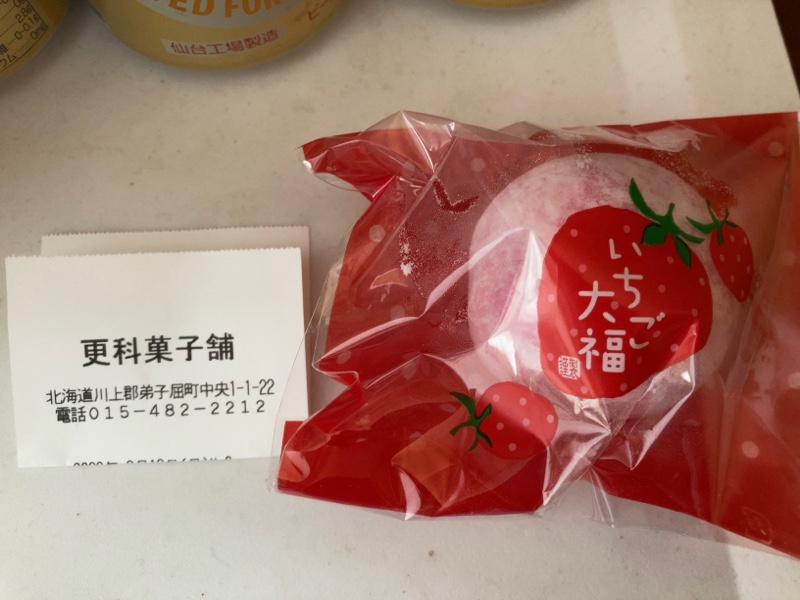 仙台工場製造
更科菓子舗
北海道川上郡弟子屈町中央1-1-22
電話015-482-2212
いちご
大福
謹製